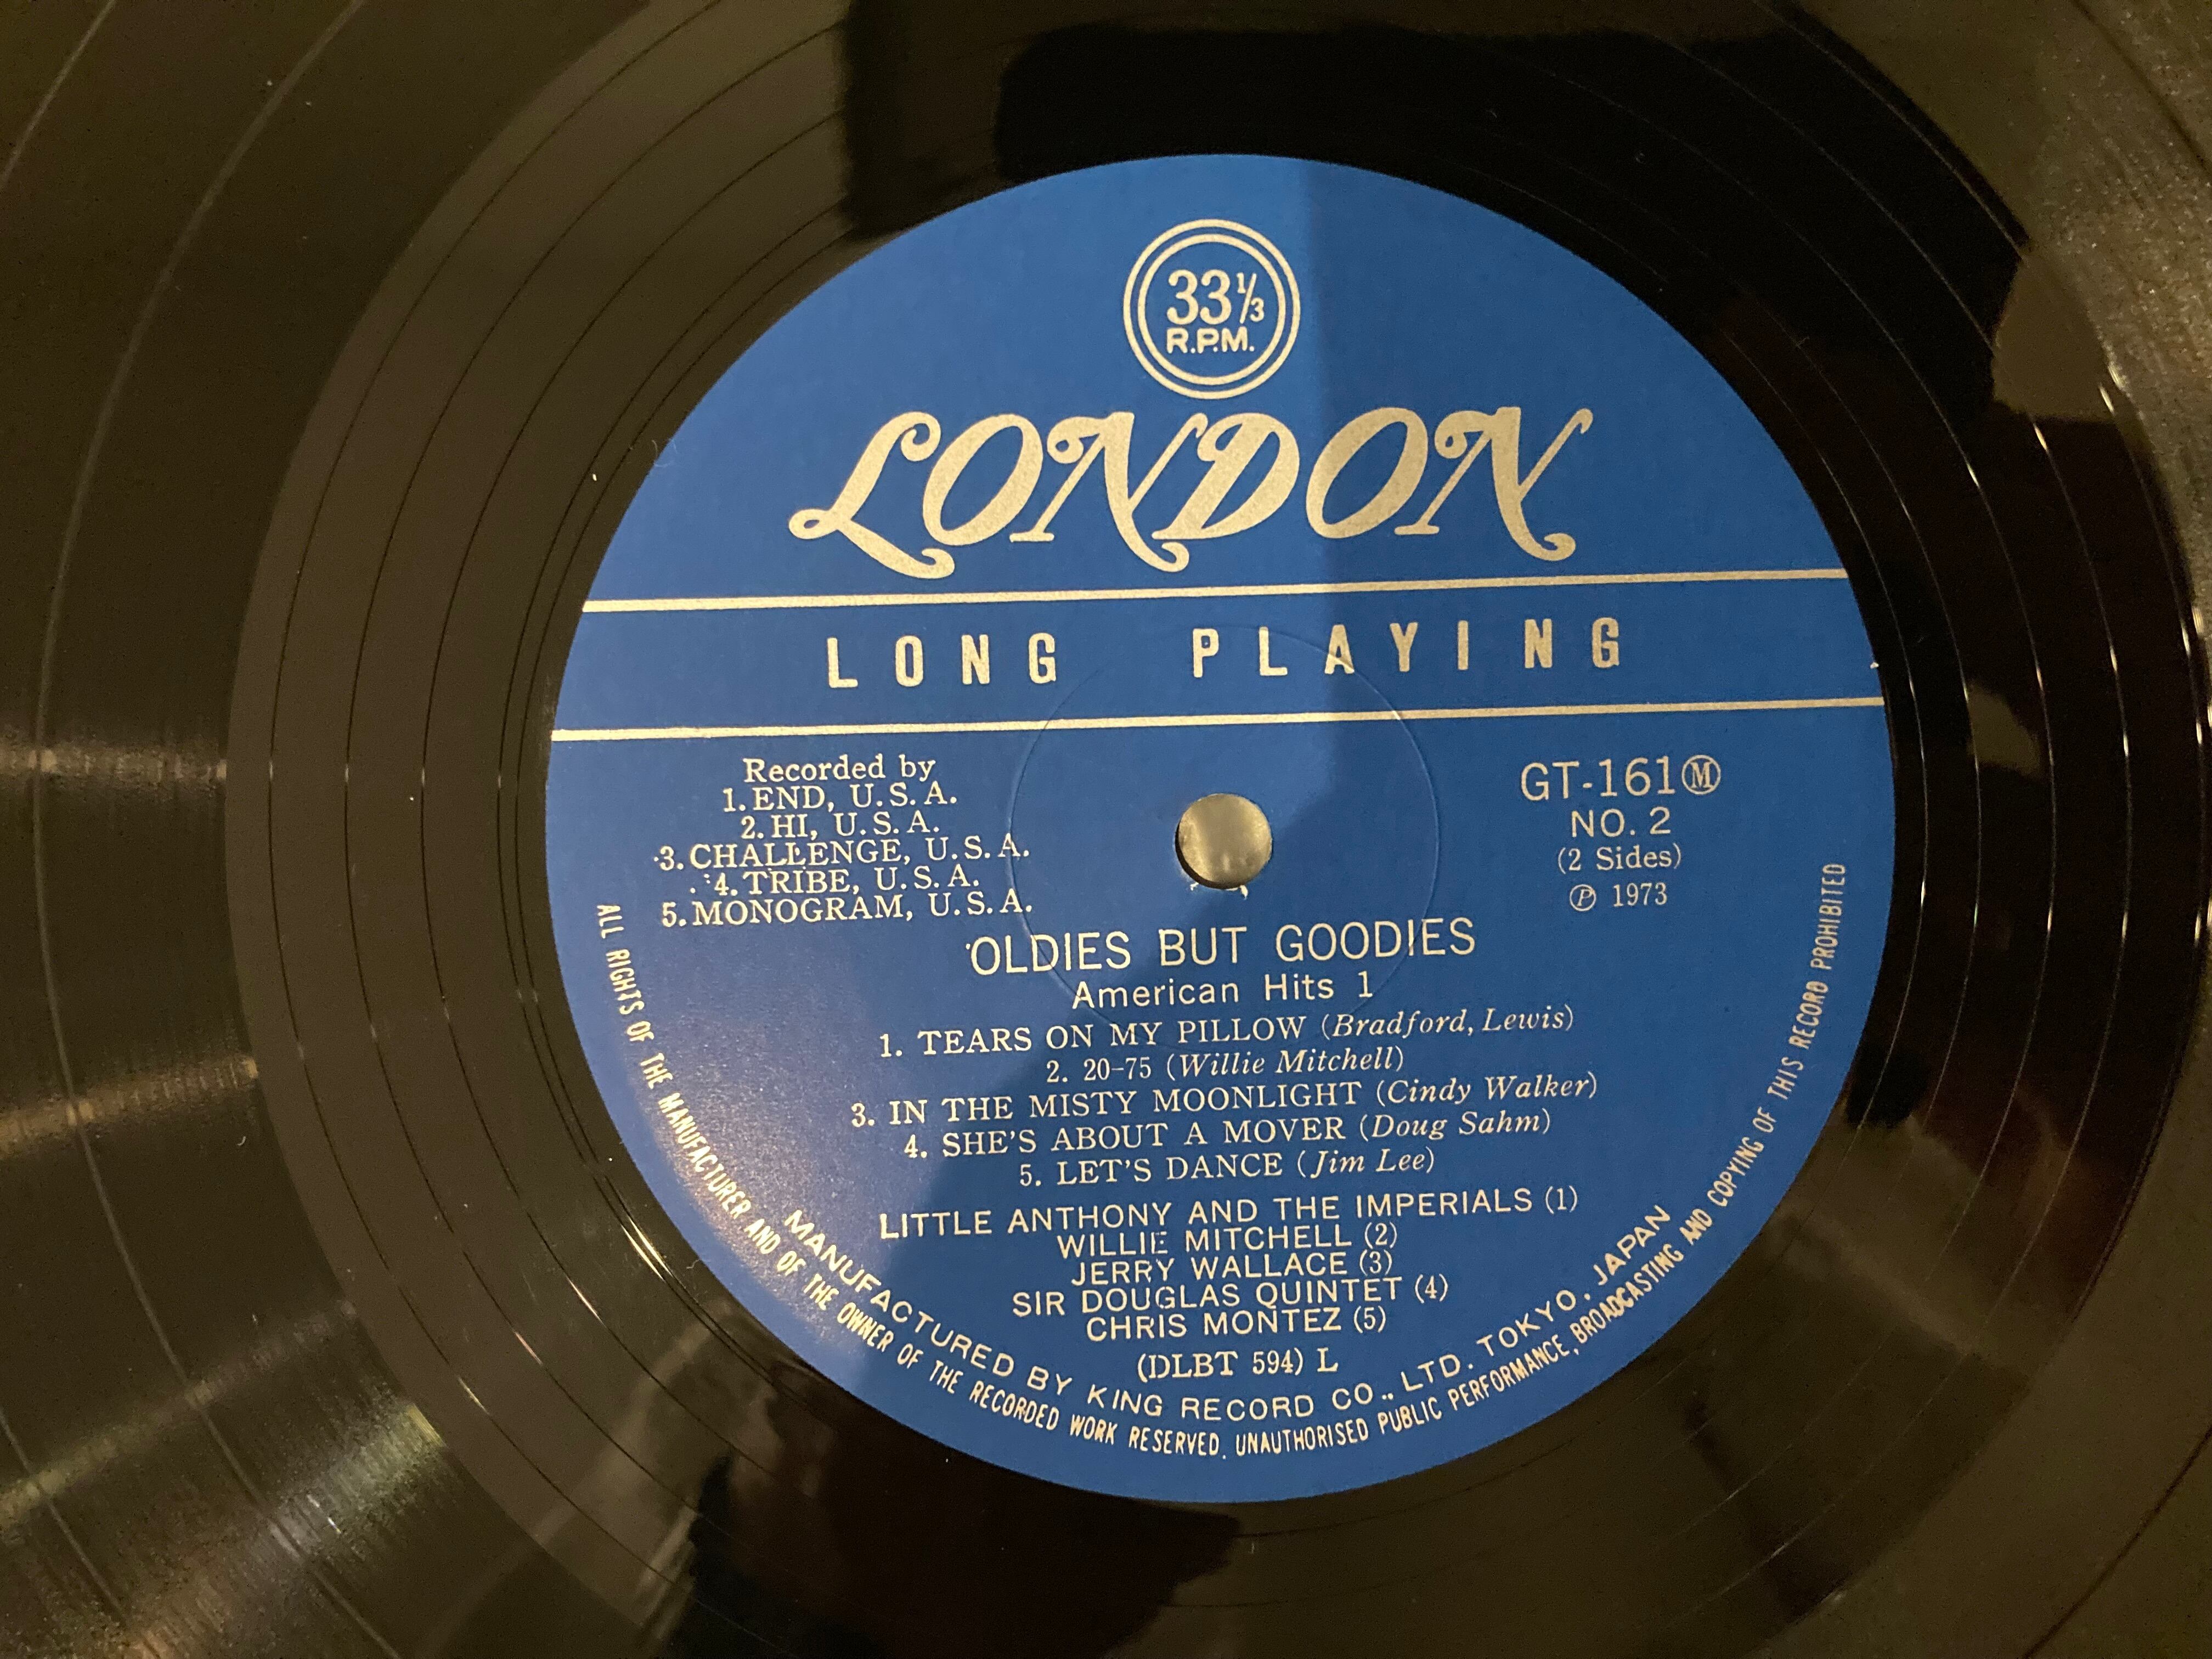 33⅓
R.P.M.
LONDON
LONG PLAYING
Recorded by
1. END, U.S.A.
2. HI, U.S.A.
3. CHALLENGE, U.S.A.
4. TRIBE, U.S.A.
5. MONOGRAM, U.S.A.
GT-161Ⓜ
NO. 2
(2 Sides)
℗ 1973
OLDIES BUT GOODIES
American Hits 1
1. TEARS ON MY PILLOW (Bradford, Lewis)
2. 20-75 (Willie Mitchell)
3. IN THE MISTY MOONLIGHT (Cindy Walker)
4. SHE'S ABOUT A MOVER (Doug Sahm)
5. LET'S DANCE (Jim Lee)
LITTLE ANTHONY AND THE IMPERIALS (1)
WILLIE MITCHELL (2)
JERRY WALLACE (3)
SIR DOUGLAS QUINTET (4)
CHRIS MONTEZ (5)
(DLBT 594) L
MANUFACTURED BY KING RECORD CO., LTD. TOKYO, JAPAN
ALL RIGHTS OF THE MANUFACTURER AND OF THE OWNER OF THE RECORDED WORK RESERVED. UNAUTHORISED PUBLIC PERFORMANCE, BROADCASTING AND COPYING OF THIS RECORD PROHIBITED